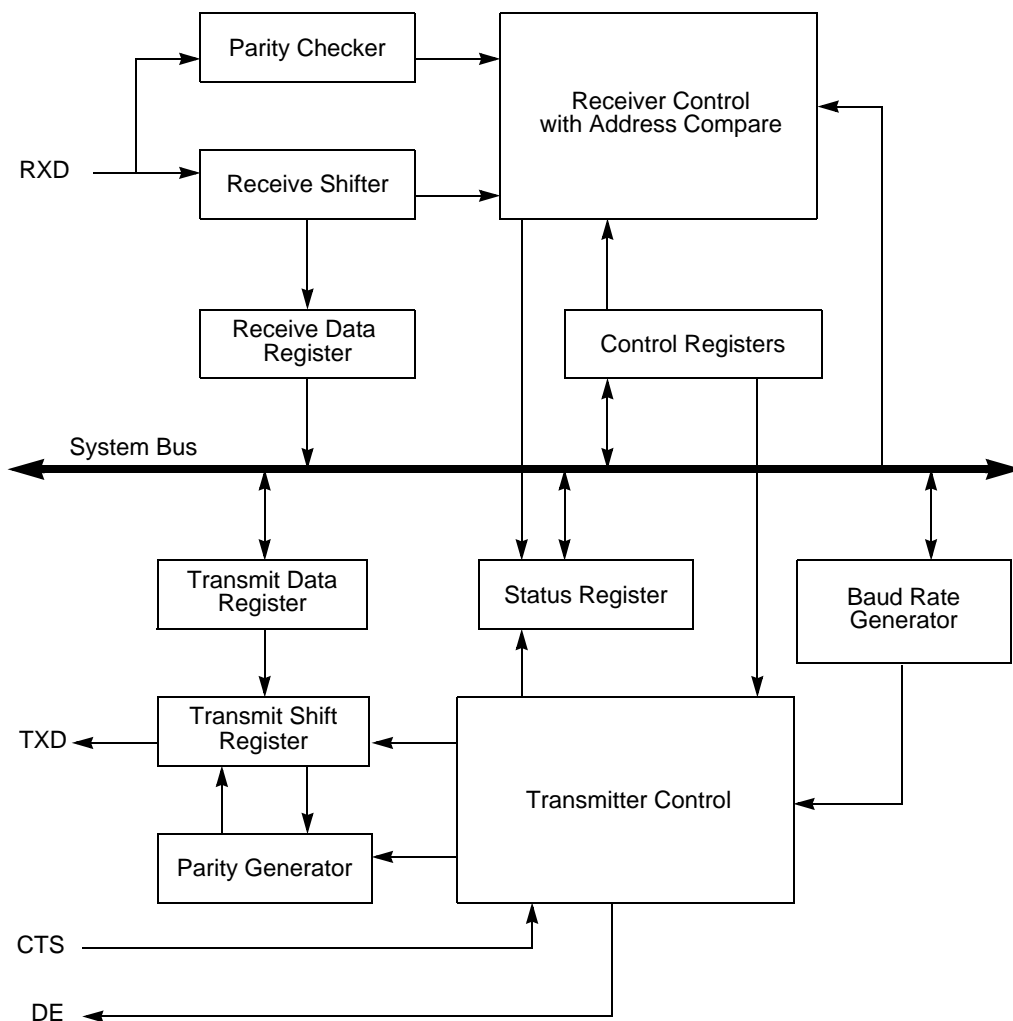 Parity Checker
Receiver Control
with Address Compare
RXD
Receive Shifter
Receive Data
Register
Control Registers
System Bus
Transmit Data
Register
Status Register
Baud Rate
Generator
Transmit Shift
Register
TXD
Transmitter Control
Parity Generator
CTS
DE